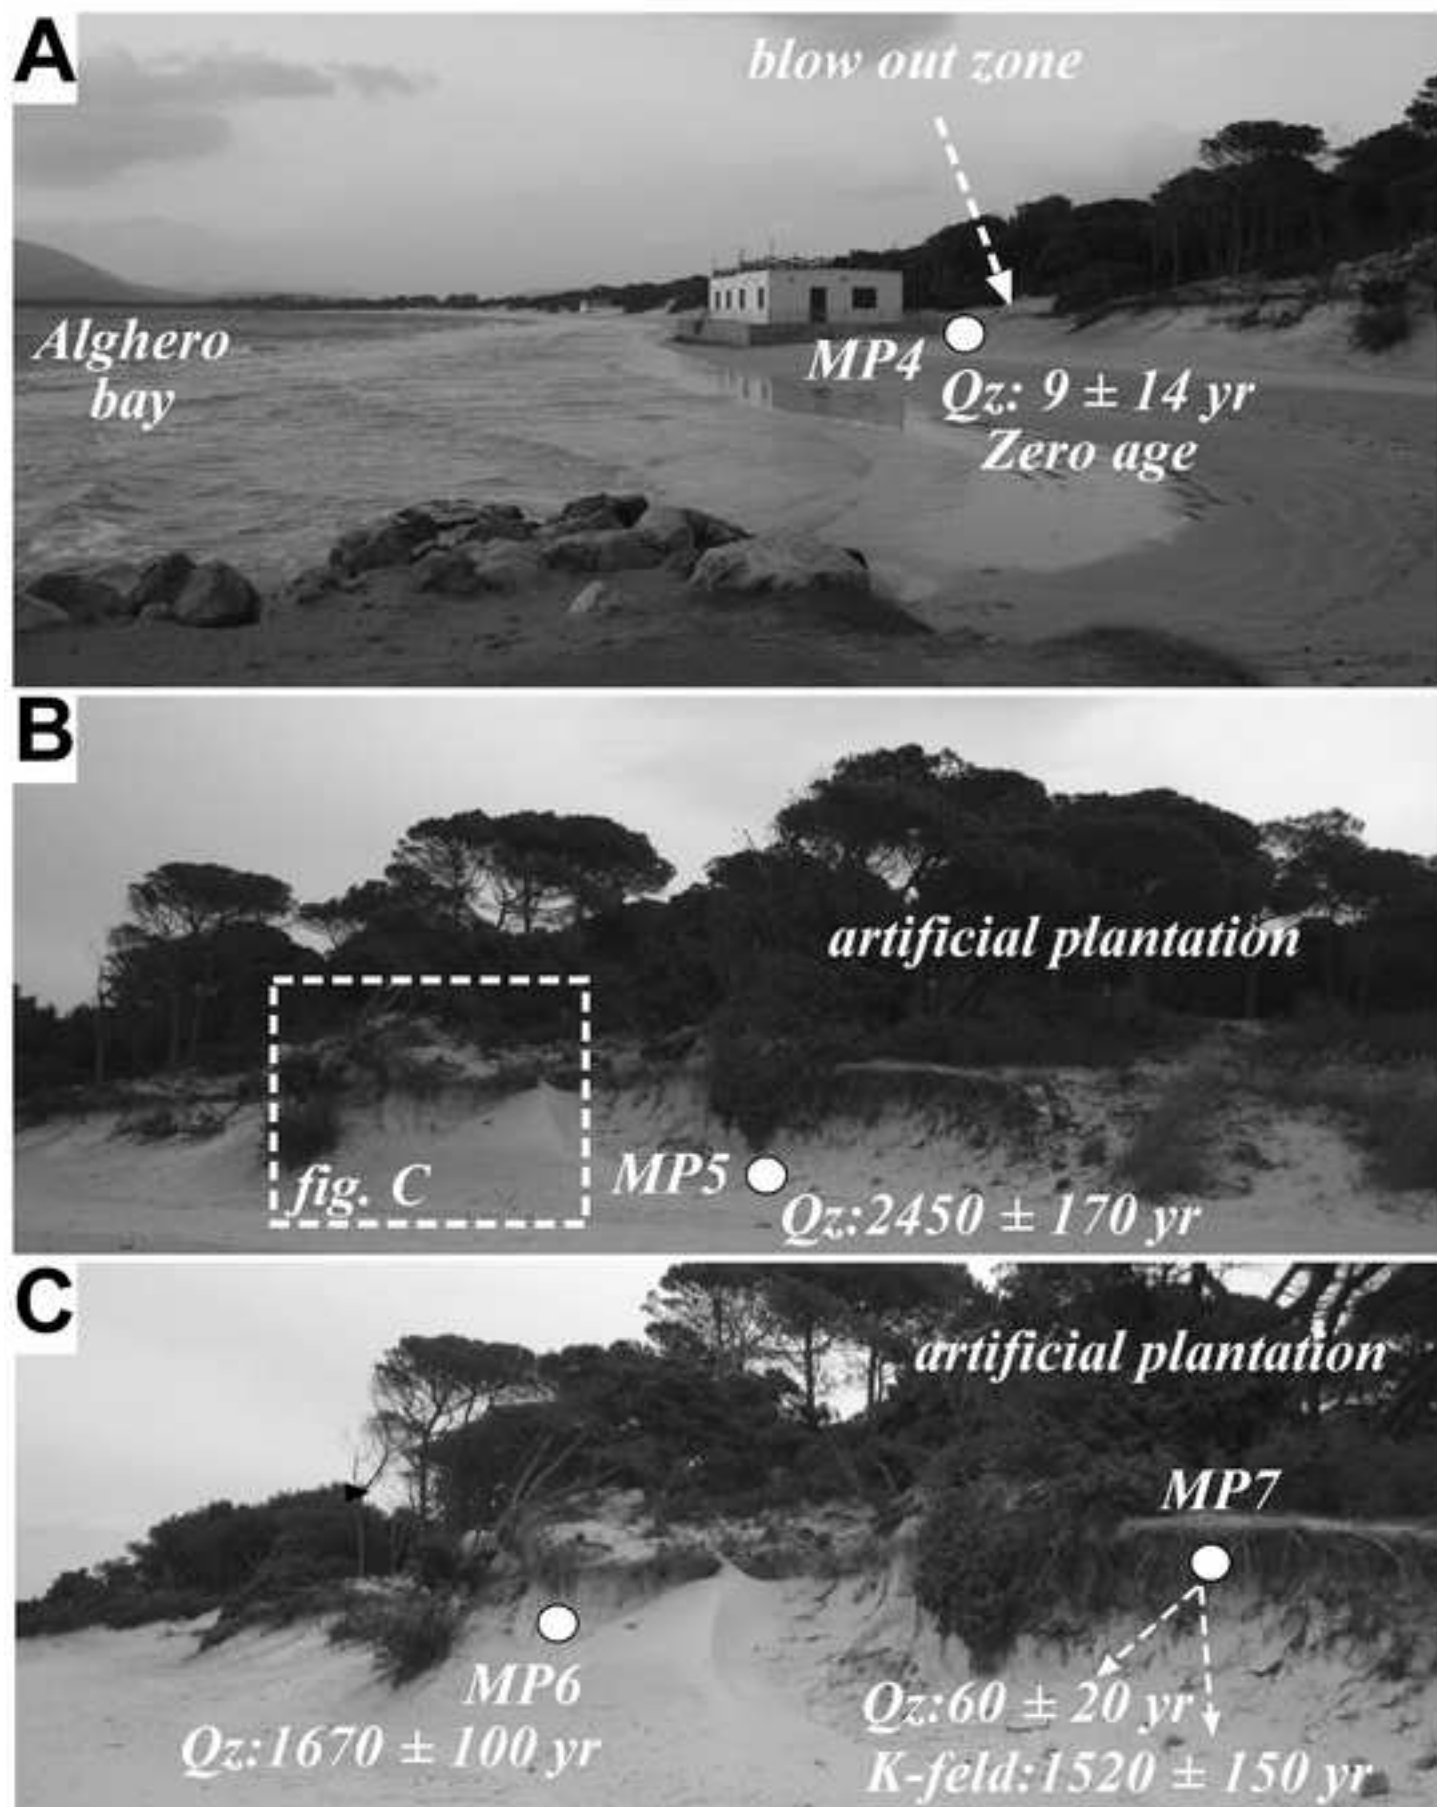 A
blow out zone
Alghero
bay
MP4
Qz: 9 ± 14 yr
Zero age
B
artificial plantation
fig. C
MP5
Qz:2450 ± 170 yr
C
artificial plantation
MP7
MP6
Qz:1670 ± 100 yr
Qz:60 ± 20 yr
K-feld:1520 ± 150 yr